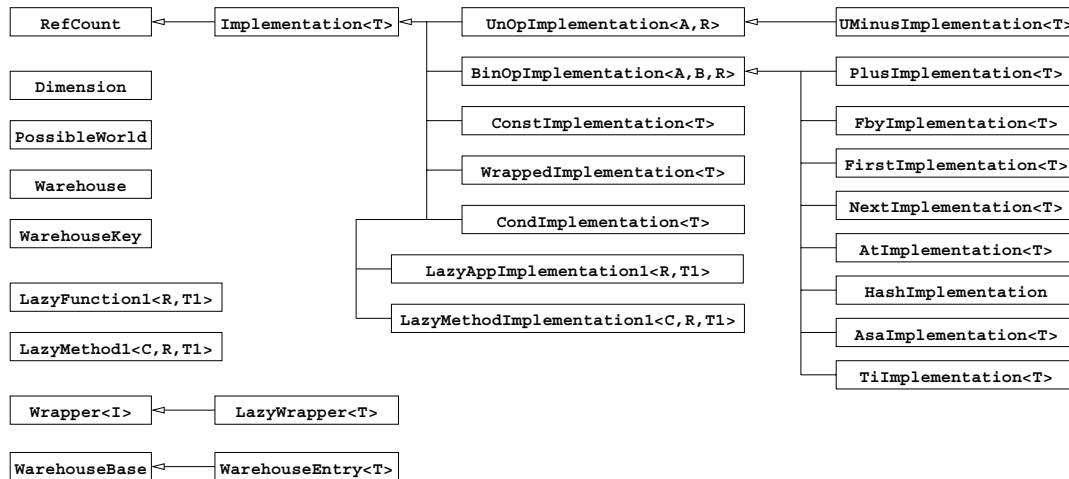 RefCount
Implementation<T>
UnOpImplementation<A,R>
UMinusImplementation<T>
BinOpImplementation<A,B,R>
PlusImplementation<T>
Dimension
ConstImplementation<T>
FbyImplementation<T>
PossibleWorld
WrappedImplementation<T>
FirstImplementation<T>
Warehouse
CondImplementation<T>
NextImplementation<T>
WarehouseKey
LazyAppImplementation1<R,T1>
AtImplementation<T>
LazyFunction1<R,T1>
HashImplementation
LazyMethodImplementation1<C,R,T1>
AsaImplementation<T>
LazyMethod1<C,R,T1>
TiImplementation<T>
Wrapper<I>
LazyWrapper<T>
WarehouseBase
WarehouseEntry<T>